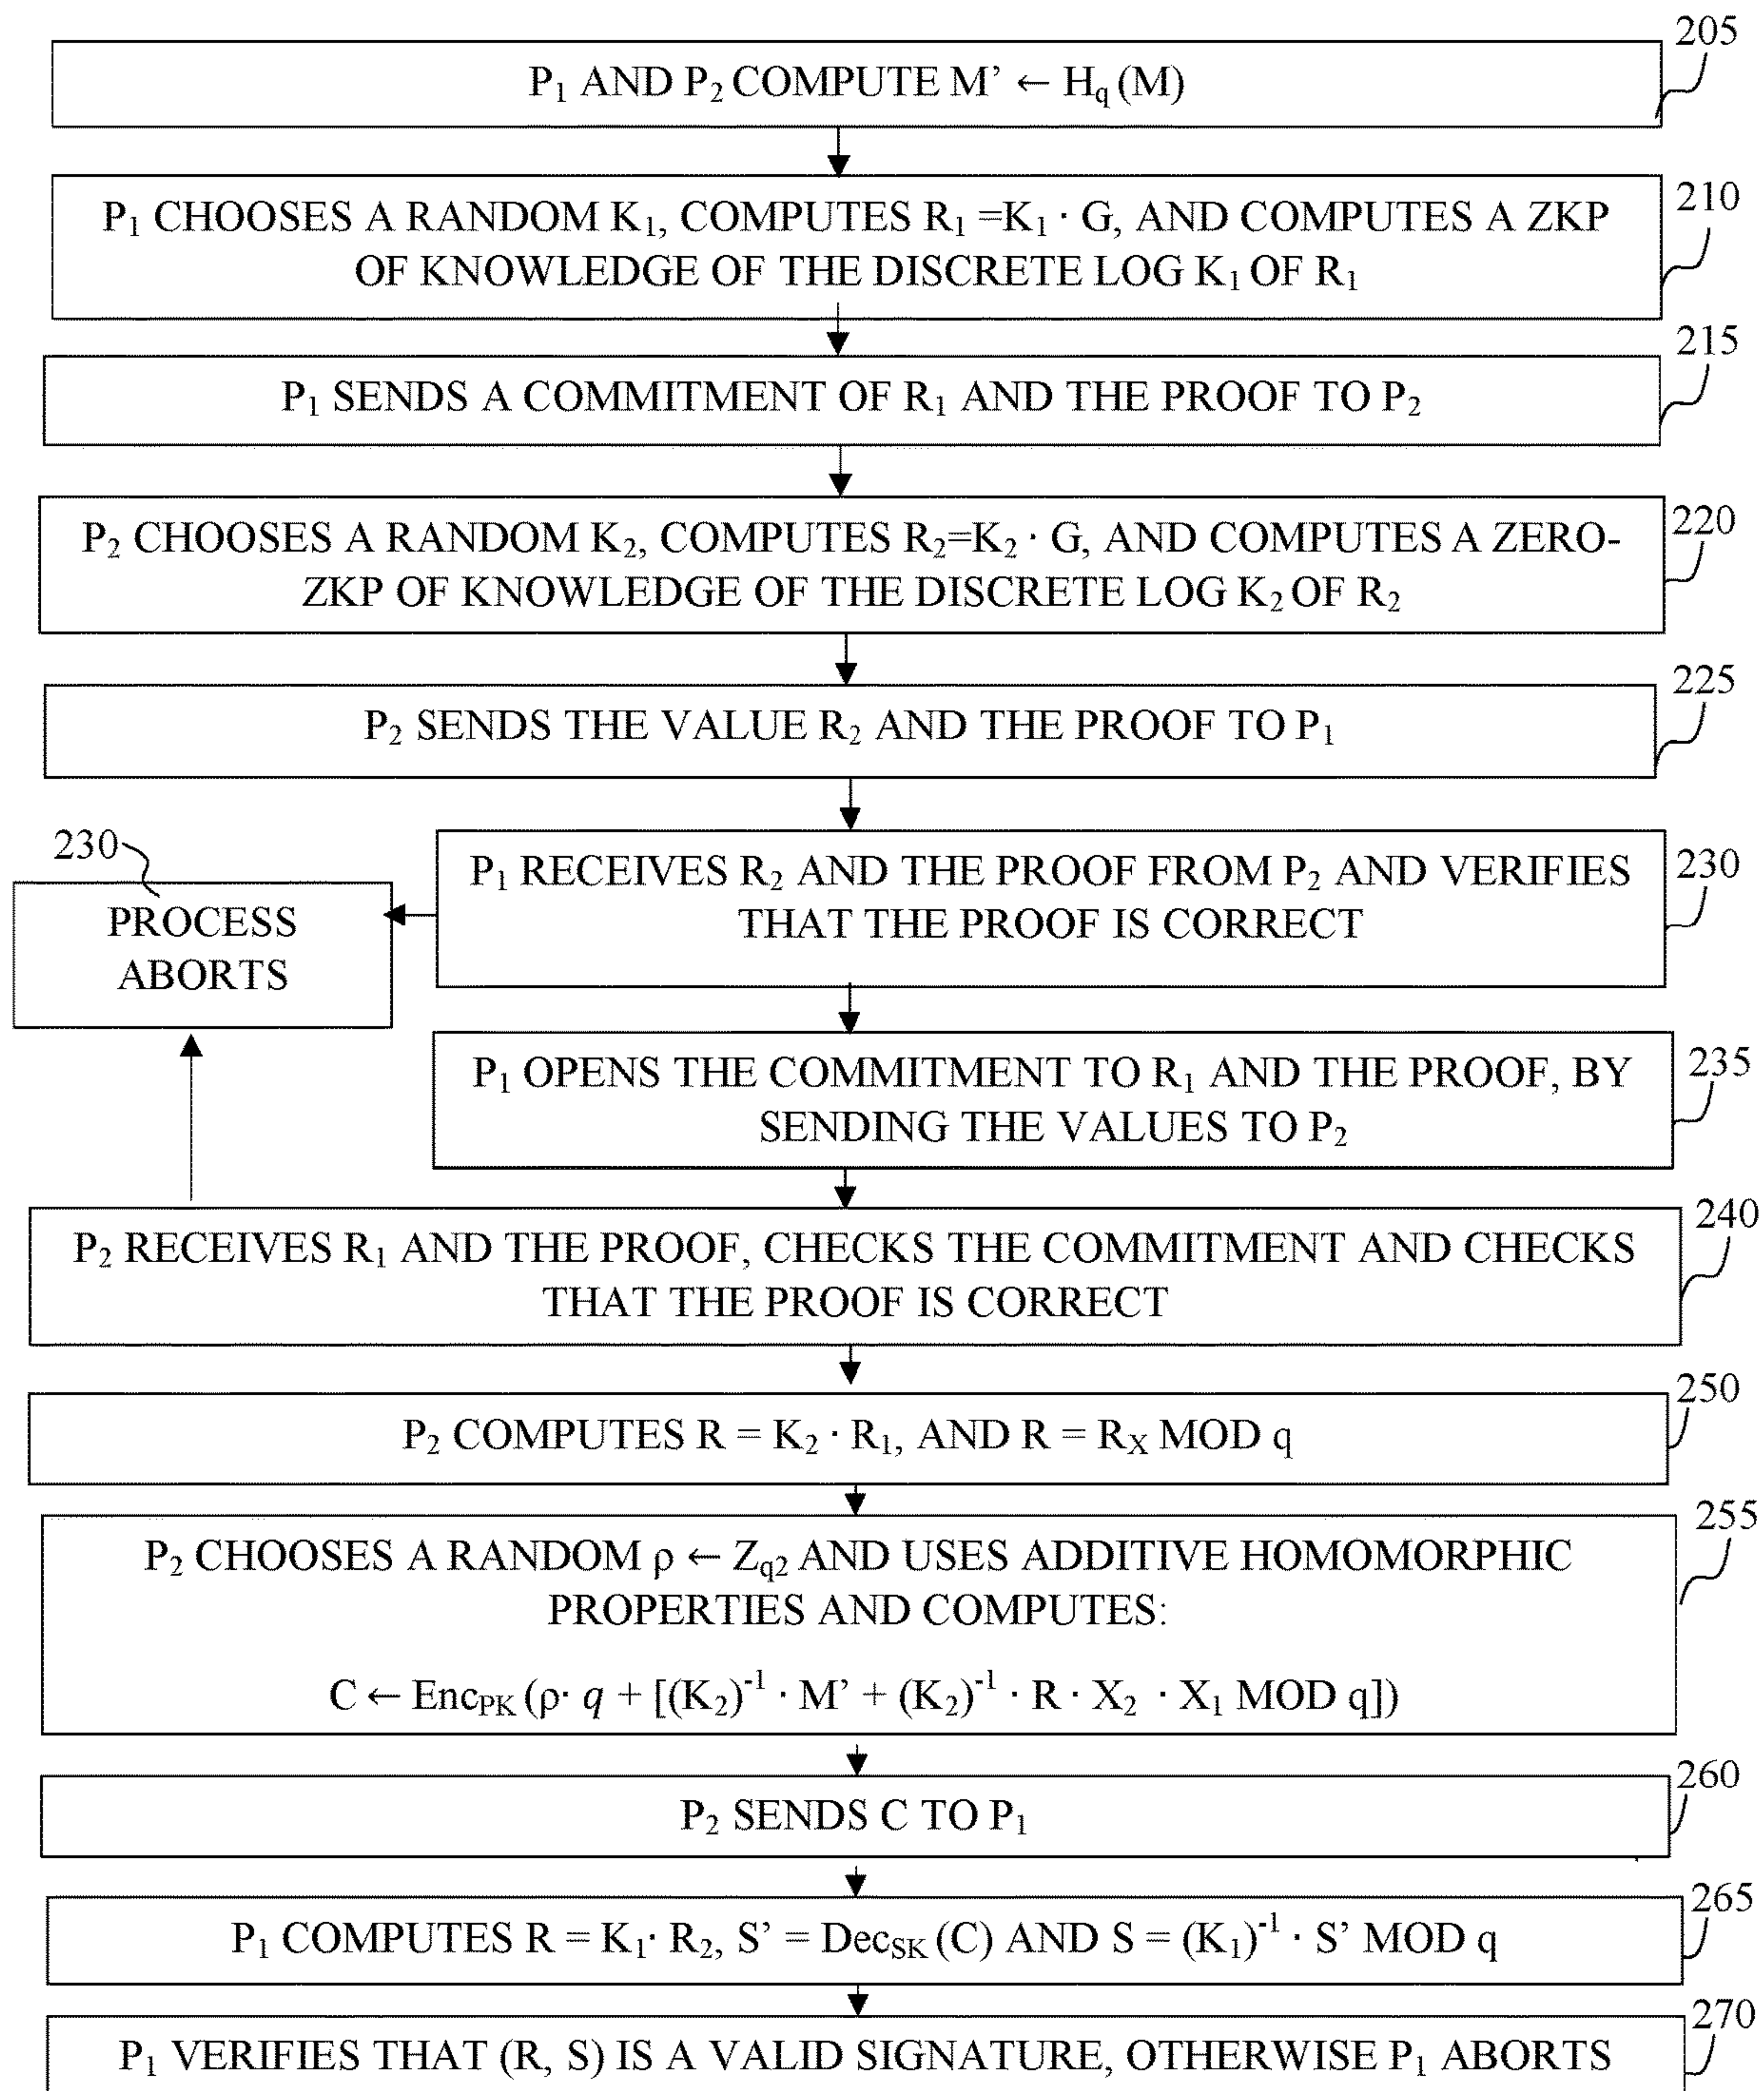 205
P₁ AND P₂ COMPUTE M' ← H_q (M)
210
P₁ CHOOSES A RANDOM K₁, COMPUTES R₁ =K₁ · G, AND COMPUTES A ZKP
OF KNOWLEDGE OF THE DISCRETE LOG K₁ OF R₁
215
P₁ SENDS A COMMITMENT OF R₁ AND THE PROOF TO P₂
220
P₂ CHOOSES A RANDOM K₂, COMPUTES R₂=K₂ · G, AND COMPUTES A ZERO-
ZKP OF KNOWLEDGE OF THE DISCRETE LOG K₂ OF R₂
225
P₂ SENDS THE VALUE R₂ AND THE PROOF TO P₁
230
PROCESS
ABORTS
230
P₁ RECEIVES R₂ AND THE PROOF FROM P₂ AND VERIFIES
THAT THE PROOF IS CORRECT
235
P₁ OPENS THE COMMITMENT TO R₁ AND THE PROOF, BY
SENDING THE VALUES TO P₂
240
P₂ RECEIVES R₁ AND THE PROOF, CHECKS THE COMMITMENT AND CHECKS
THAT THE PROOF IS CORRECT
250
P₂ COMPUTES R = K₂ · R₁, AND R = R_X MOD q
255
P₂ CHOOSES A RANDOM ρ ← Z_q2 AND USES ADDITIVE HOMOMORPHIC
PROPERTIES AND COMPUTES:
C ← Enc_PK (ρ· q + [(K₂)⁻¹ · M' + (K₂)⁻¹ · R · X₂ · X₁ MOD q])
260
P₂ SENDS C TO P₁
265
P₁ COMPUTES R = K₁· R₂, S' = Dec_SK (C) AND S = (K₁)⁻¹ · S' MOD q
270
P₁ VERIFIES THAT (R, S) IS A VALID SIGNATURE, OTHERWISE P₁ ABORTS